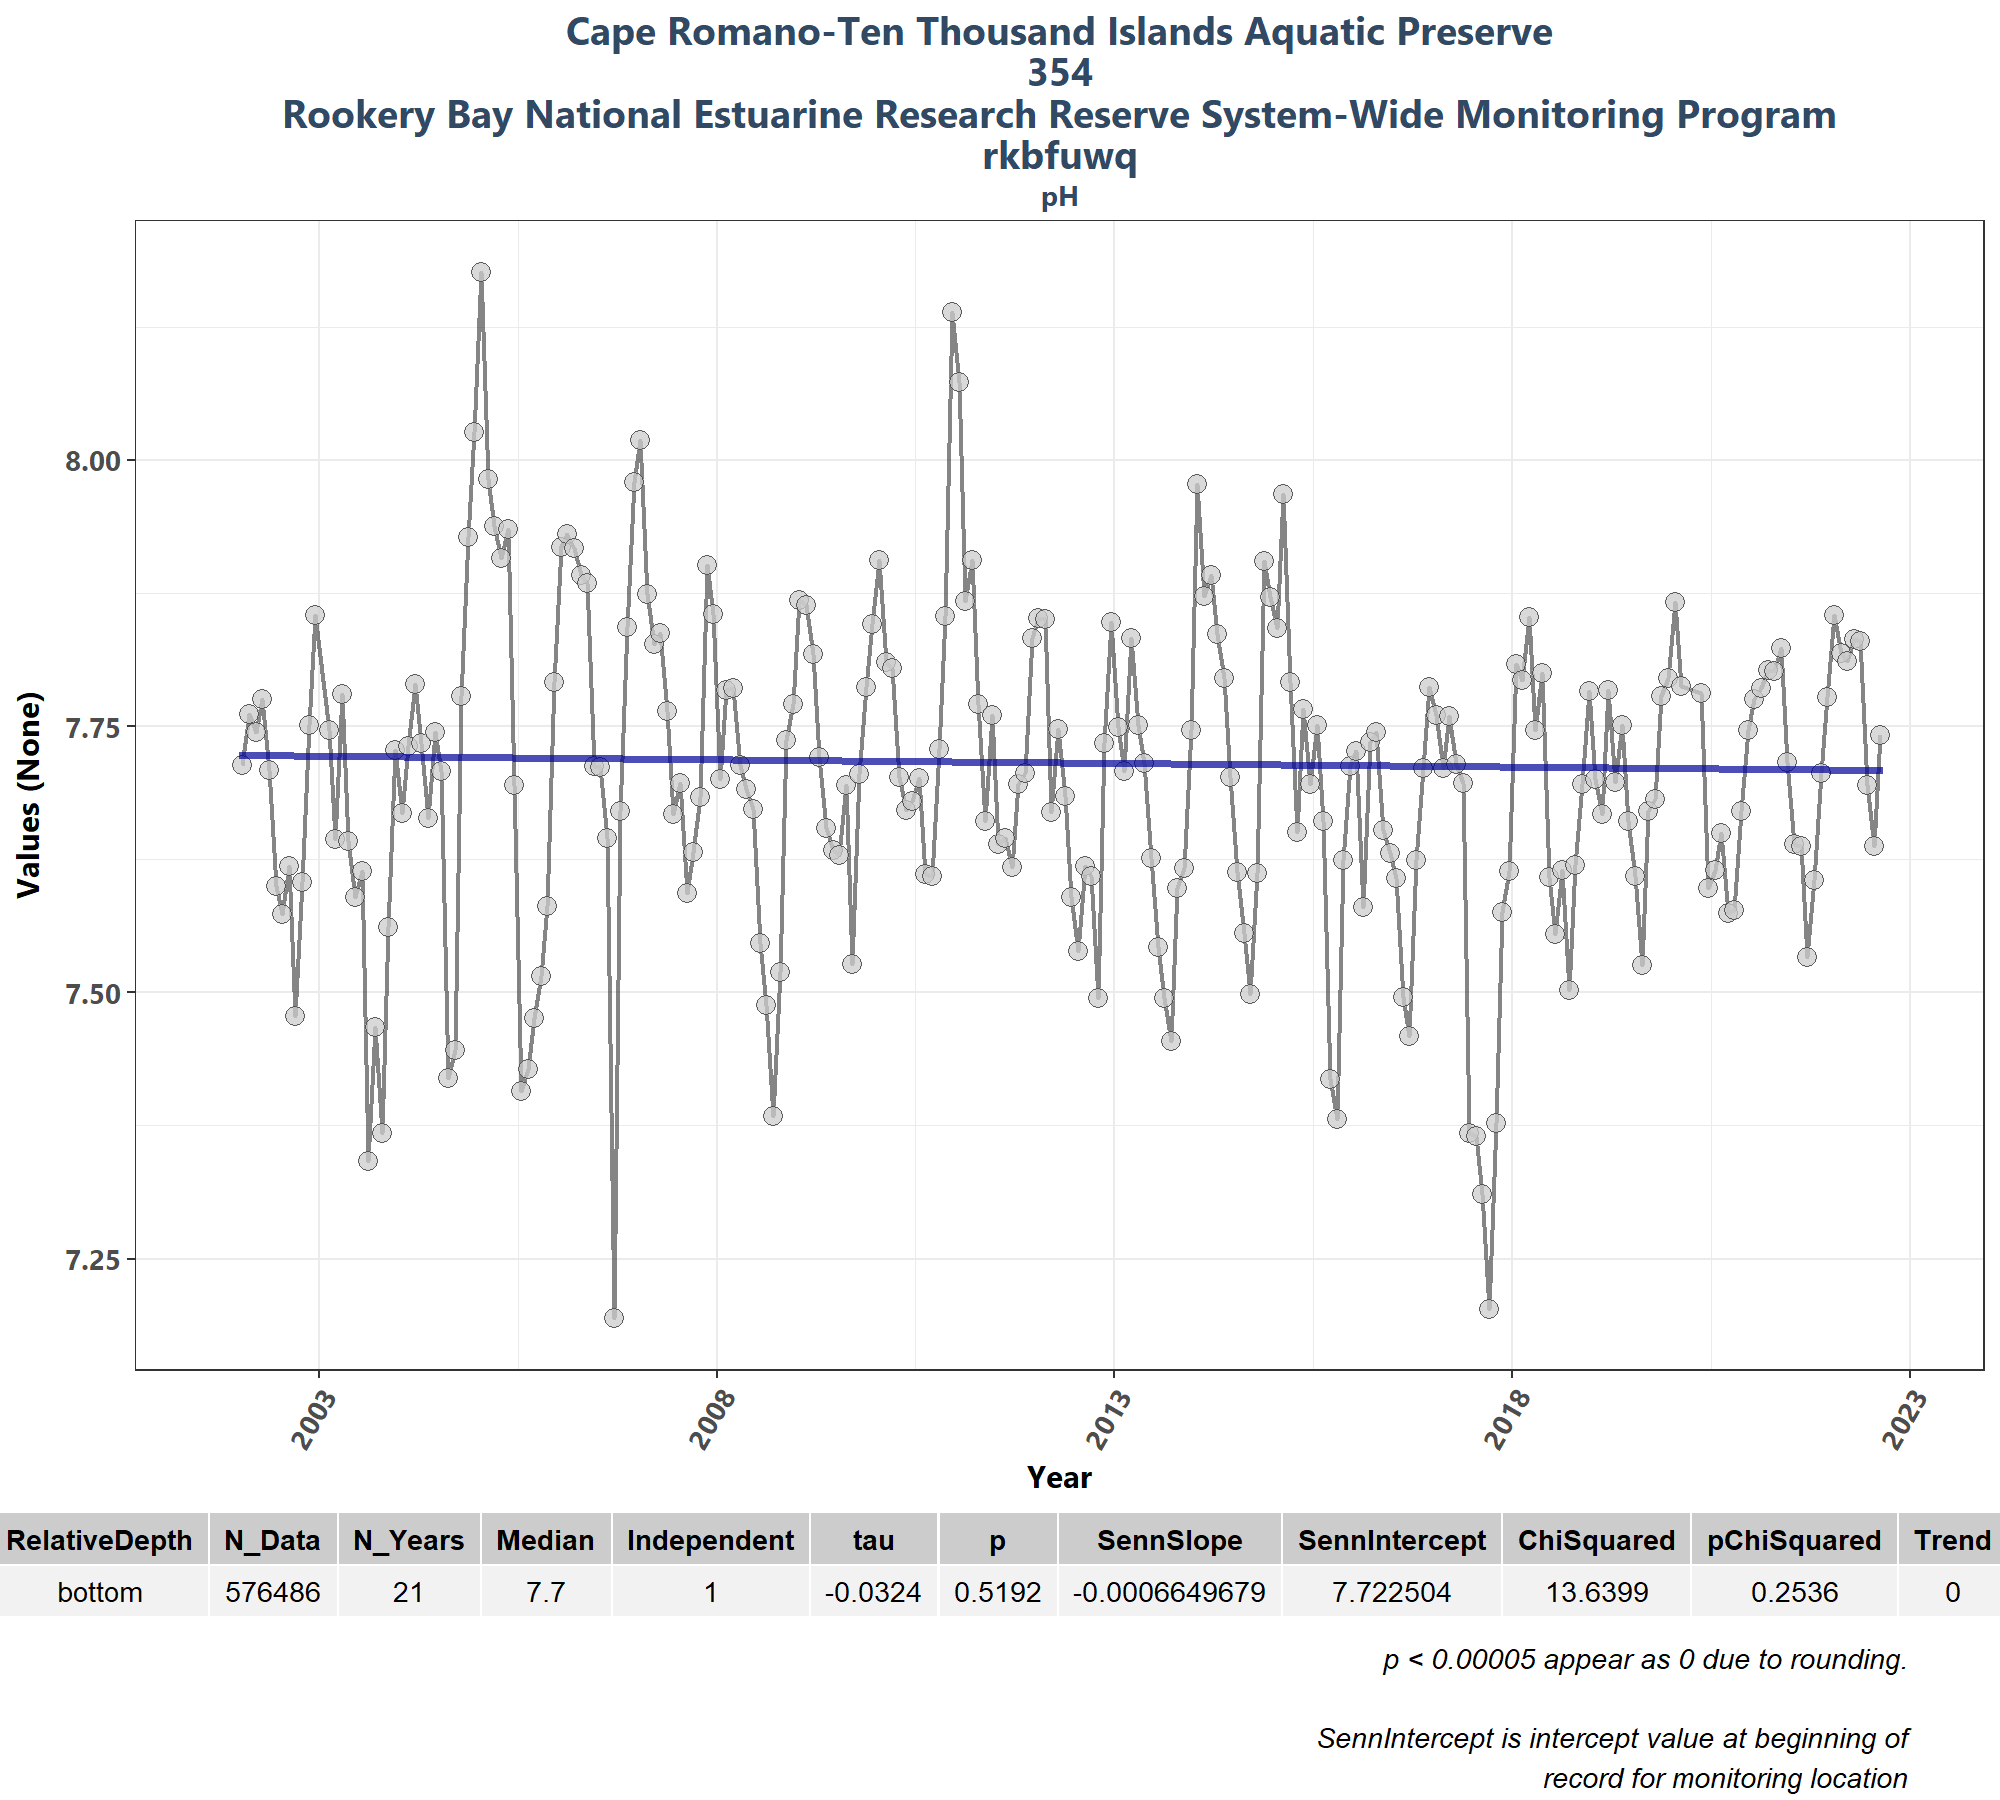 Cape Romano-Ten Thousand Islands Aquatic Preserve
354
Rookery Bay National Estuarine Research Reserve System-Wide Monitoring Program
rkbfuwq
pH
Values (None)
8.00
7.75
7.50
7.25
2003 2008 2013 2018 2023
Year
RelativeDepth N_Data N_Years Median Independent tau p SennSlope SennIntercept ChiSquared pChiSquared Trend
bottom 576486 21 7.7 1 -0.0324 0.5192 -0.0006649679 7.722504 13.6399 0.2536 0
p < 0.00005 appear as 0 due to rounding.
SennIntercept is intercept value at beginning of
record for monitoring location